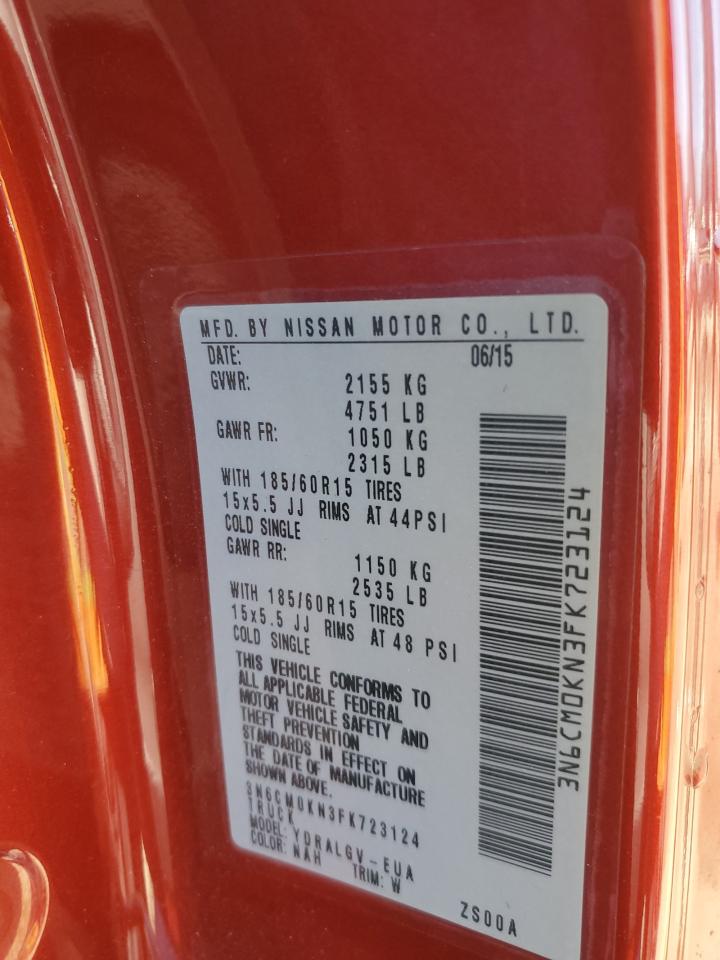 MFD. BY NISSAN MOTOR CO., LTD.
DATE: 06/15
GVWR: 2155 KG
4751 LB
GAWR FR: 1050 KG
2315 LB
WITH 185/60R15 TIRES
15x5.5 JJ RIMS AT 44PSI
COLD SINGLE
GAWR RR: 1150 KG
2535 LB
WITH 185/60R15 TIRES
15x5.5 JJ RIMS AT 48 PSI
COLD SINGLE
THIS VEHICLE CONFORMS TO
ALL APPLICABLE FEDERAL
MOTOR VEHICLE SAFETY AND
THEFT PREVENTION
STANDARDS IN EFFECT ON
THE DATE OF MANUFACTURE
SHOWN ABOVE.
3N6CM0KN3FK723124
TRUCK
MODEL: YDRALGV-EUA
COLOR: NAH TRIM: W
ZS00A
3N6CM0KN3FK723124